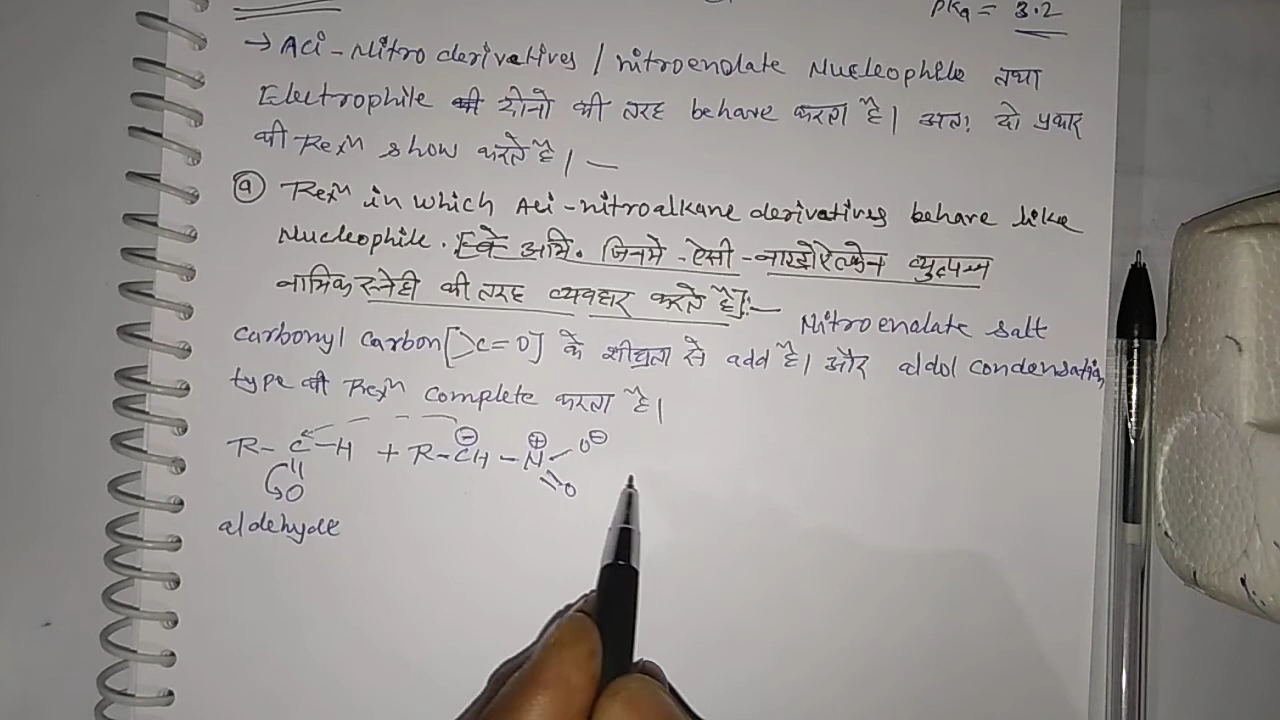 pKa = 3.2
→ Aci-Nitro derivatives / nitroenolate Nucleophile तथा
Electrophile की दोनो की तरह behave करता है। अतः दो प्रकार
की Rexn show करते है। —
(a) Rexn in which Aci-nitroalkane derivatives behave like
Nucleophile. [Eके अभि. जिनमे -ऐसी -नाइट्रोऐल्केन व्युत्पन्न
नाभिकस्नेही की तरह व्यवहार करते है]:—
Nitroenolate salt
carbonyl carbon [>C=O] के शीघ्रता से add है। और aldol condensation
type की Rexn complete करता है।
R-C-H + R-CH-N O
O O
aldehyde